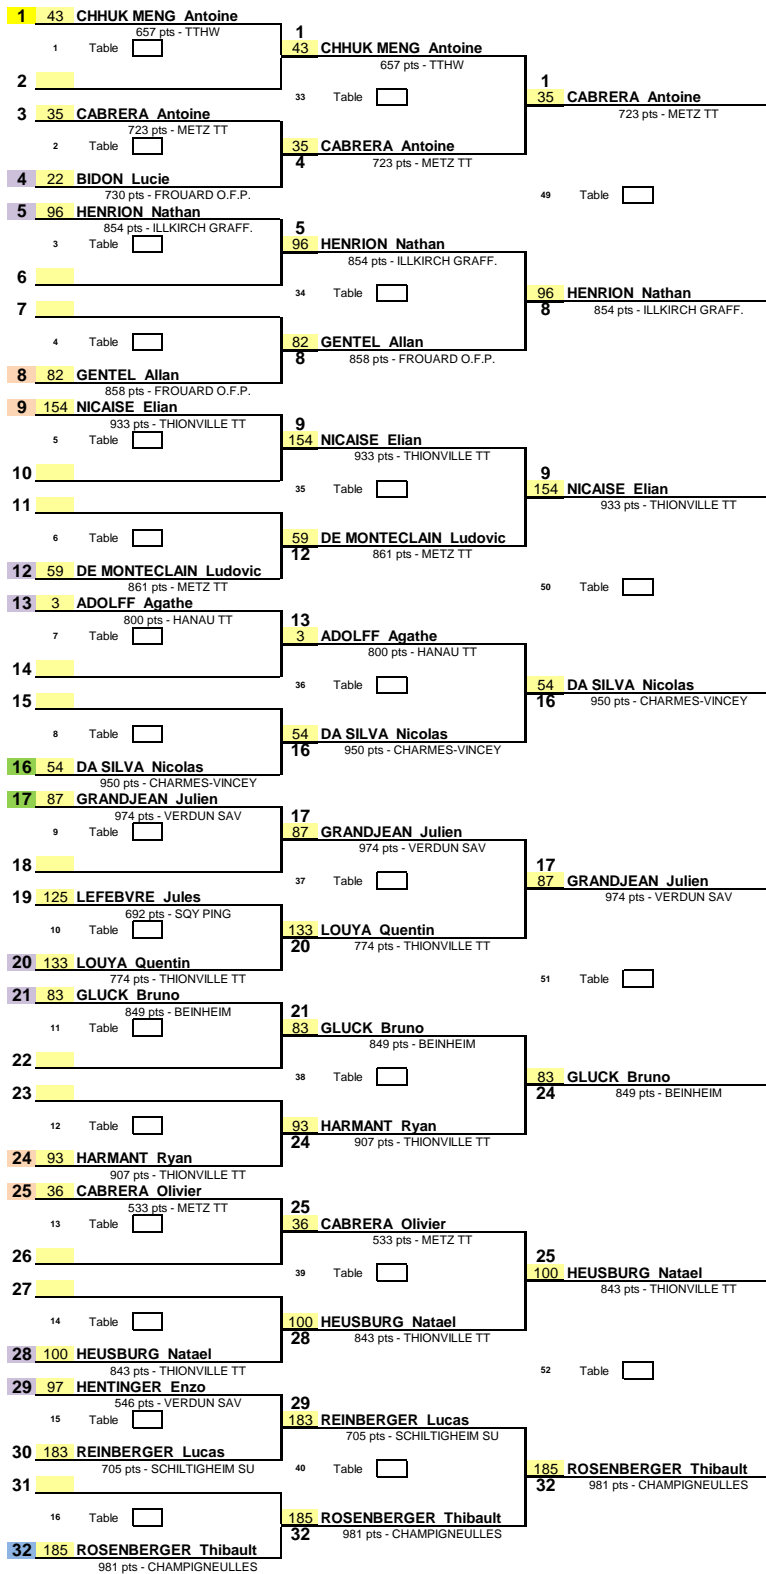 1 43 CHHUK MENG Antoine
657 pts - TTHW
1 Table
2
3 35 CABRERA Antoine
723 pts - METZ TT
2 Table
4 22 BIDON Lucie
730 pts - FROUARD O.F.P.
5 96 HENRION Nathan
854 pts - ILLKIRCH GRAFF.
3 Table
6
7
4 Table
8 82 GENTEL Allan
858 pts - FROUARD O.F.P.
9 154 NICAISE Elian
933 pts - THIONVILLE TT
5 Table
10
11
6 Table
12 59 DE MONTECLAIN Ludovic
861 pts - METZ TT
13 3 ADOLFF Agathe
800 pts - HANAU TT
7 Table
14
15
8 Table
16 54 DA SILVA Nicolas
950 pts - CHARMES-VINCEY
17 87 GRANDJEAN Julien
974 pts - VERDUN SAV
9 Table
18
19 125 LEFEBVRE Jules
692 pts - SQY PING
10 Table
20 133 LOUYA Quentin
774 pts - THIONVILLE TT
21 83 GLUCK Bruno
849 pts - BEINHEIM
11 Table
22
23
12 Table
24 93 HARMANT Ryan
907 pts - THIONVILLE TT
25 36 CABRERA Olivier
533 pts - METZ TT
13 Table
26
27
14 Table
28 100 HEUSBURG Natael
843 pts - THIONVILLE TT
29 97 HENTINGER Enzo
546 pts - VERDUN SAV
15 Table
30 183 REINBERGER Lucas
705 pts - SCHILTIGHEIM SU
31
16 Table
32 185 ROSENBERGER Thibault
981 pts - CHAMPIGNEULLES
1
43 CHHUK MENG Antoine
657 pts - TTHW
33 Table
35 CABRERA Antoine
4 723 pts - METZ TT
5
96 HENRION Nathan
854 pts - ILLKIRCH GRAFF.
34 Table
82 GENTEL Allan
8 858 pts - FROUARD O.F.P.
9
154 NICAISE Elian
933 pts - THIONVILLE TT
35 Table
59 DE MONTECLAIN Ludovic
12 861 pts - METZ TT
13
3 ADOLFF Agathe
800 pts - HANAU TT
36 Table
54 DA SILVA Nicolas
16 950 pts - CHARMES-VINCEY
17
87 GRANDJEAN Julien
974 pts - VERDUN SAV
37 Table
133 LOUYA Quentin
20 774 pts - THIONVILLE TT
21
83 GLUCK Bruno
849 pts - BEINHEIM
38 Table
93 HARMANT Ryan
24 907 pts - THIONVILLE TT
25
36 CABRERA Olivier
533 pts - METZ TT
39 Table
100 HEUSBURG Natael
28 843 pts - THIONVILLE TT
29
183 REINBERGER Lucas
705 pts - SCHILTIGHEIM SU
40 Table
185 ROSENBERGER Thibault
32 981 pts - CHAMPIGNEULLES
1
35 CABRERA Antoine
723 pts - METZ TT
49 Table
96 HENRION Nathan
8 854 pts - ILLKIRCH GRAFF.
9
154 NICAISE Elian
933 pts - THIONVILLE TT
50 Table
54 DA SILVA Nicolas
16 950 pts - CHARMES-VINCEY
17
87 GRANDJEAN Julien
974 pts - VERDUN SAV
51 Table
83 GLUCK Bruno
24 849 pts - BEINHEIM
25
100 HEUSBURG Natael
843 pts - THIONVILLE TT
52 Table
185 ROSENBERGER Thibault
32 981 pts - CHAMPIGNEULLES